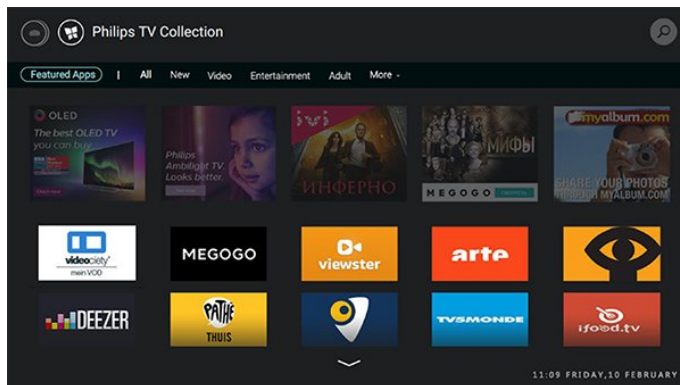 Philips TV Collection
Featured Apps | All New Video Entertainment Adult More
OLED
The best OLED TV
you can buy
Philips
Ambilight TV.
Looks better.
ИНФЕРНО
МИФЫ
MEGOGO
myalbum.com
SHARE YOUR PHOTOS
THROUGH MYALBUM.COM
videociety
mein VOD
MEGOGO
viewster
arte
DEEZER
PATHÉ
THUIS
TV5MONDE
ifood.tv
11:09 FRIDAY,10 FEBRUARY